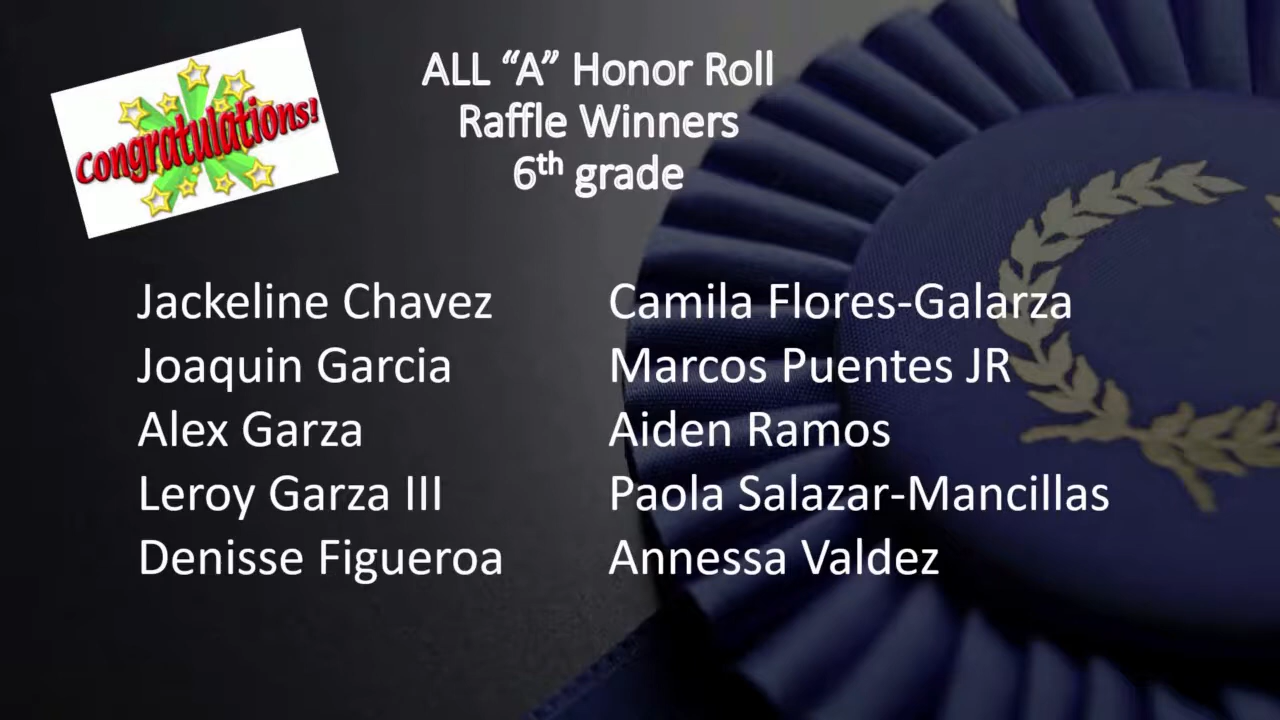 Congratulations!
ALL “A” Honor Roll
Raffle Winners
6th grade
Jackeline Chavez
Joaquin Garcia
Alex Garza
Leroy Garza III
Denisse Figueroa
Camila Flores-Galarza
Marcos Puentes JR
Aiden Ramos
Paola Salazar-Mancillas
Annessa Valdez